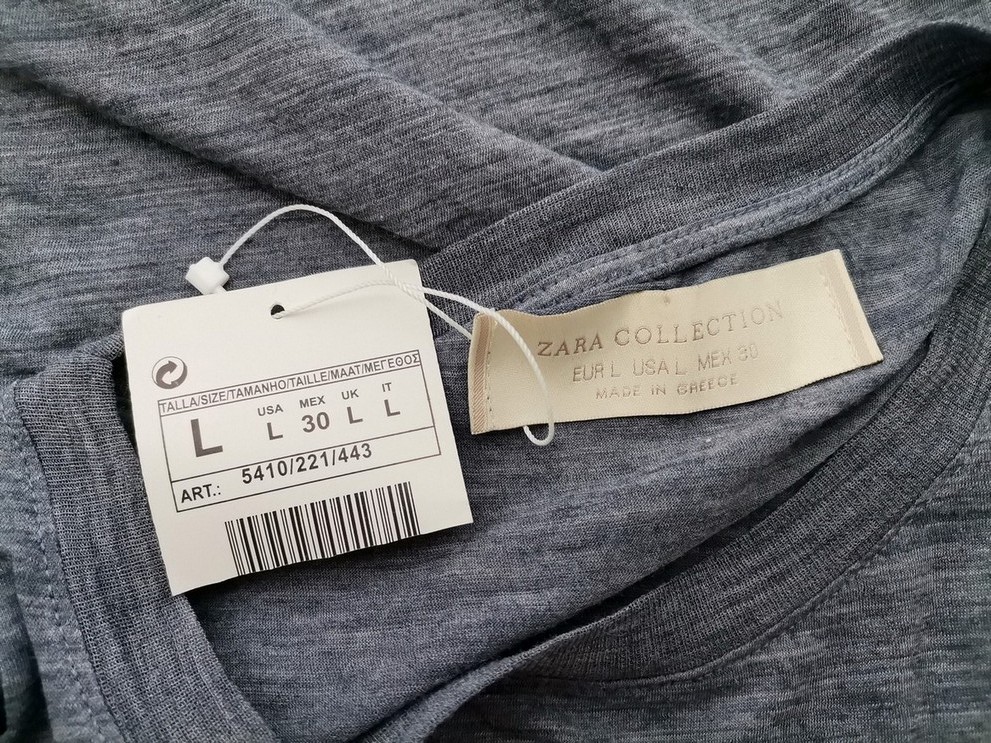 TALLA/SIZE/TAMANHO/TAILLE/MAAT/ΜΕΓΕΘΟΣ
L
USA MEX UK IT
L 30 L L
ART.: 5410/221/443
ZARA COLLECTION
EUR L USA L MEX 30
MADE IN GREECE